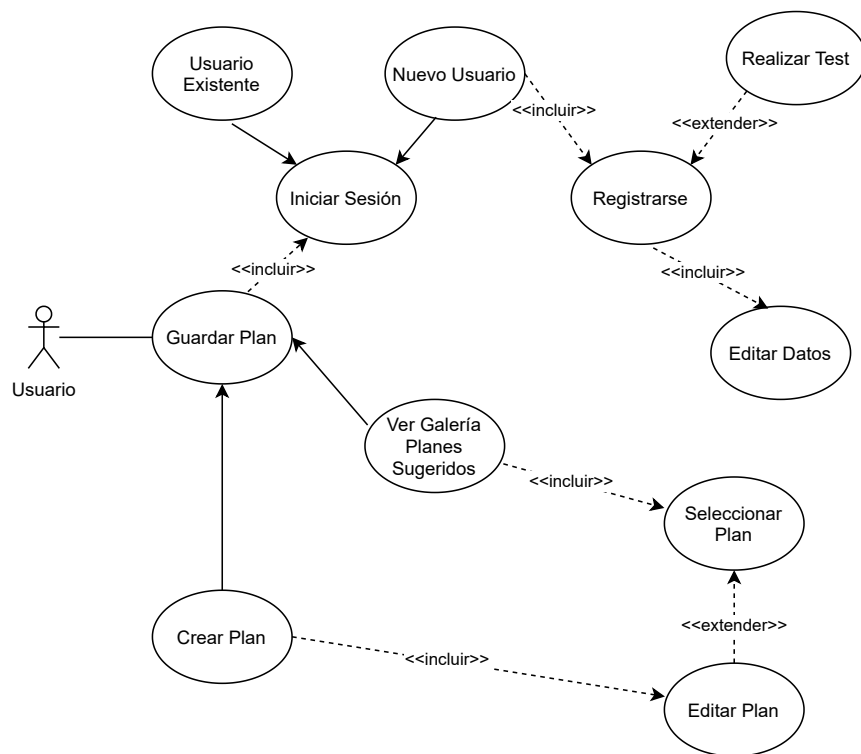 Usuario
Existente
Nuevo Usuario
Realizar Test
<<incluir>>
<<extender>>
Iniciar Sesión
Registrarse
<<incluir>>
<<incluir>>
Guardar Plan
Usuario
Editar Datos
Ver Galería
Planes
Sugeridos
<<incluir>>
Seleccionar
Plan
<<extender>>
Crear Plan
<<incluir>>
Editar Plan